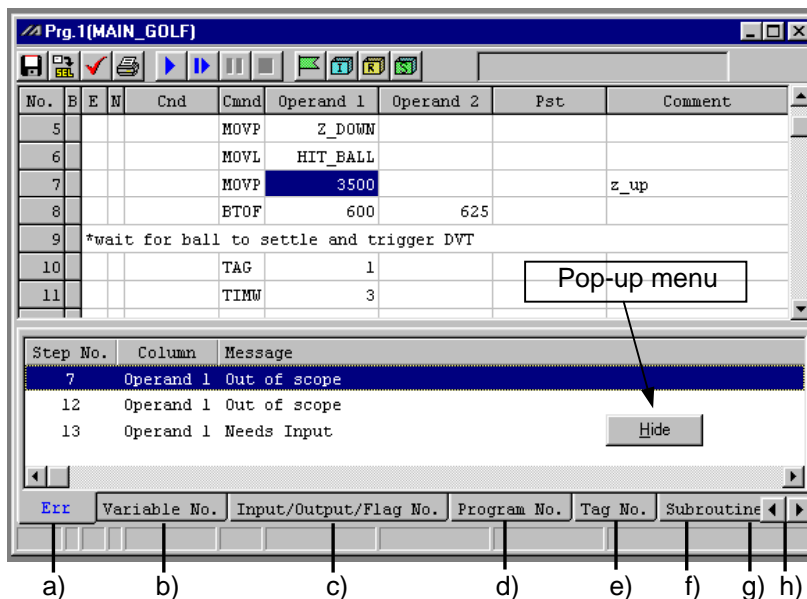 Prg.1(MAIN_GOLF)
SEL I R S
No. B E N Cnd Cmnd Operand 1 Operand 2 Pst Comment
5 MOVP Z_DOWN
6 MOVL HIT_BALL
7 MOVP 3500 z_up
8 BTOF 600 625
9 *wait for ball to settle and trigger DVT
10 TAG 1
11 TIMW 3
Pop-up menu
Step No. Column Message
7 Operand 1 Out of scope
12 Operand 1 Out of scope
13 Operand 1 Needs Input
Hide
Err Variable No. Input/Output/Flag No. Program No. Tag No. Subroutine
a) b) c) d) e) f) g) h)